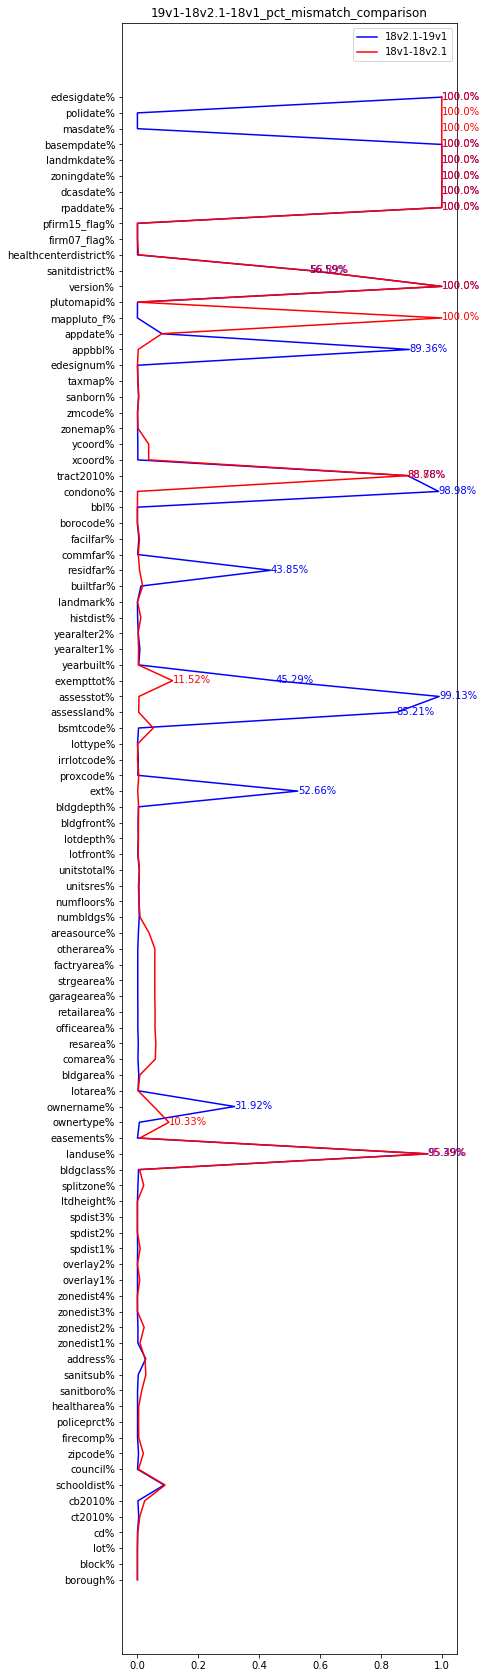 19v1-18v2.1-18v1_pct_mismatch_comparison
18v2.1-19v1
18v1-18v2.1
edesigdate% 100.0%
polidate% 100.0%
masdate% 100.0%
basempdate% 100.0%
landmkdate% 100.0%
zoningdate% 100.0%
dcasdate% 100.0%
rpaddate% 100.0%
pfirm15_flag%
firm07_flag%
healthcenterdistrict%
sanitdistrict%
version% 100.0%
plutomapid%
mappluto_f% 100.0%
appdate%
appbbl% 89.36%
edesignum%
taxmap%
sanborn%
zmcode%
zonemap%
ycoord%
xcoord%
tract2010%
condono% 98.98%
bbl%
borocode%
facilfar%
commfar%
residfar% 43.85%
builtfar%
landmark%
histdist%
yearalter2%
yearalter1%
yearbuilt%
exempttot% 11.52% 45.29%
assesstot% 99.13%
assessland% 85.21%
bsmtcode%
lottype%
irrlotcode%
proxcode%
ext% 52.66%
bldgdepth%
bldgfront%
lotdepth%
lotfront%
unitstotal%
unitsres%
numfloors%
numbldgs%
areasource%
otherarea%
factryarea%
strgearea%
garagearea%
retailarea%
officearea%
resarea%
comarea%
bldgarea%
lotarea%
ownername% 31.92%
ownertype% 10.33%
easements%
landuse%
bldgclass%
splitzone%
ltdheight%
spdist3%
spdist2%
spdist1%
overlay2%
overlay1%
zonedist4%
zonedist3%
zonedist2%
zonedist1%
address%
sanitsub%
sanitboro%
healtharea%
policeprct%
firecomp%
zipcode%
council%
schooldist%
cb2010%
ct2010%
cd%
lot%
block%
borough%
0.0 0.2 0.4 0.6 0.8 1.0